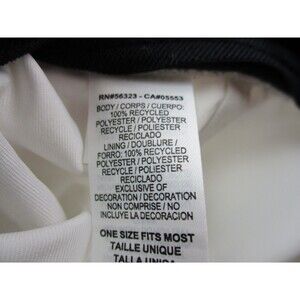 RN#56323 - CA#05553
BODY / CORPS / CUERPO:
100% RECYCLED
POLYESTER / POLYESTER
RECYCLE / POLIESTER
RECICLADO
LINING / DOUBLURE /
FORRO: 100% RECYCLED
POLYESTER / POLYESTER
RECYCLE / POLIESTER
RECICLADO
EXCLUSIVE OF
DECORATION / DECORATION
NON COMPRISE / NO
INCLUYE LA DECORACION
ONE SIZE FITS MOST
TAILLE UNIQUE
TALLA UNICA